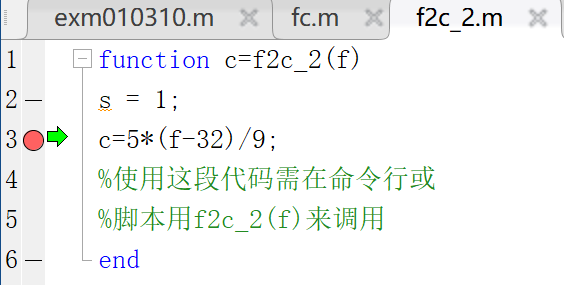 exm010310.m fc.m f2c_2.m
1 function c=f2c_2(f)
2 s = 1;
3 c=5*(f-32)/9;
4 %使用这段代码需在命令行或
5 %脚本用f2c_2(f)来调用
6 end